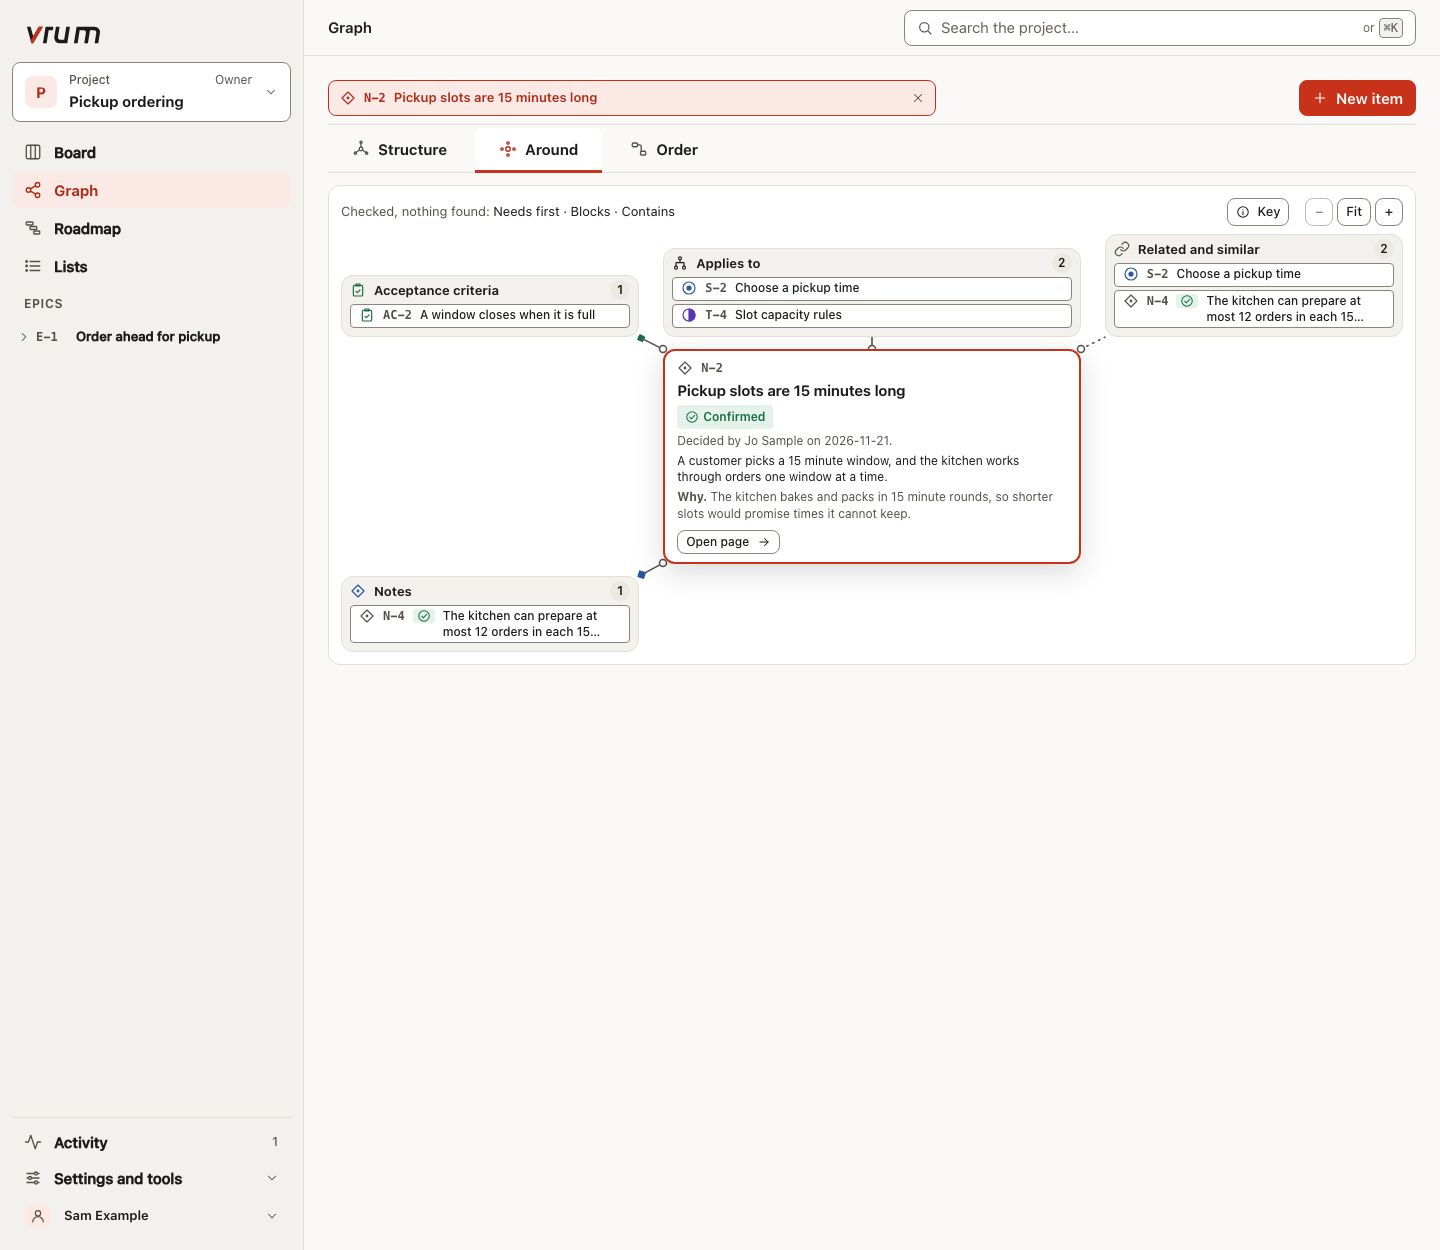 vrum
Project
Owner
P
Pickup ordering
Board
Graph
Roadmap
Lists
EPICS
E-1 Order ahead for pickup
Activity 1
Settings and tools
Sam Example
Graph
Search the project... or ⌘K
N-2 Pickup slots are 15 minutes long
New item
Structure
Around
Order
Checked, nothing found: Needs first · Blocks · Contains
Key
− Fit +
Acceptance criteria 1
AC-2 A window closes when it is full
Applies to 2
S-2 Choose a pickup time
T-4 Slot capacity rules
Related and similar 2
S-2 Choose a pickup time
N-4 The kitchen can prepare at
most 12 orders in each 15...
N-2
Pickup slots are 15 minutes long
Confirmed
Decided by Jo Sample on 2026-11-21.
A customer picks a 15 minute window, and the kitchen works
through orders one window at a time.
Why. The kitchen bakes and packs in 15 minute rounds, so shorter
slots would promise times it cannot keep.
Open page
Notes 1
N-4 The kitchen can prepare at
most 12 orders in each 15...